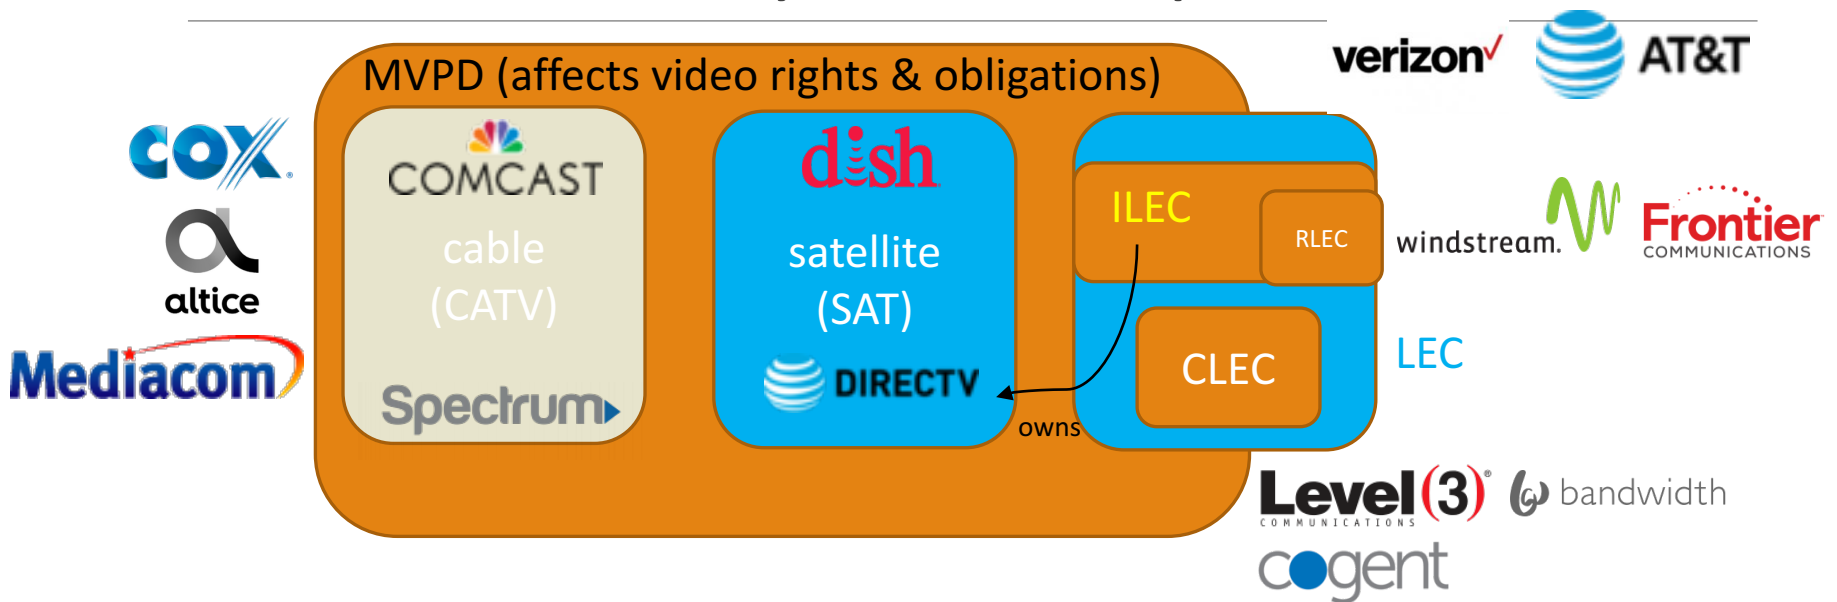 MVPD (affects video rights & obligations)
verizon
AT&T
COX
COMCAST
dish
ILEC
RLEC
windstream.
Frontier
COMMUNICATIONS
altice
cable
(CATV)
satellite
(SAT)
Mediacom
Spectrum
DIRECTV
owns
CLEC
LEC
Level(3)®
COMMUNICATIONS
bandwidth
cogent